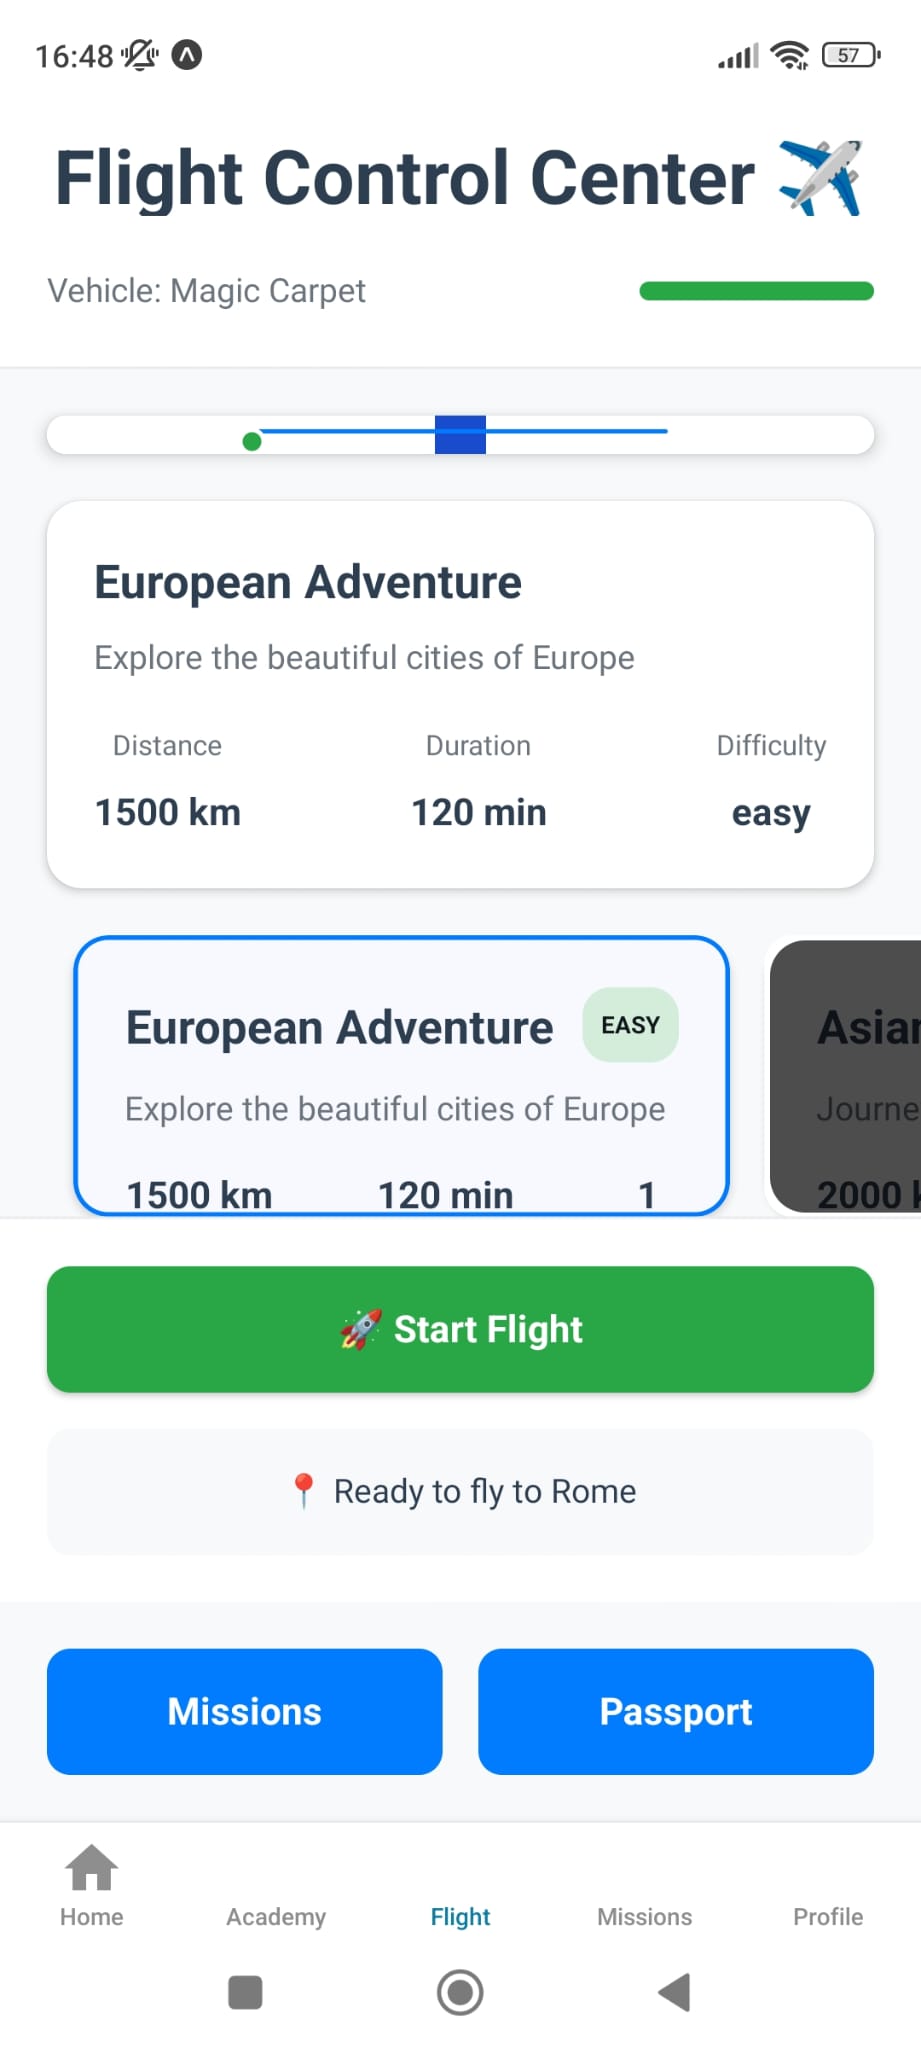 16:48
57
Flight Control Center ✈️
Vehicle: Magic Carpet
European Adventure
Explore the beautiful cities of Europe
Distance Duration Difficulty
1500 km 120 min easy
European Adventure EASY
Explore the beautiful cities of Europe
1500 km 120 min 1
2000
🚀 Start Flight
📍 Ready to fly to Rome
Missions Passport
Home Academy Flight Missions Profile